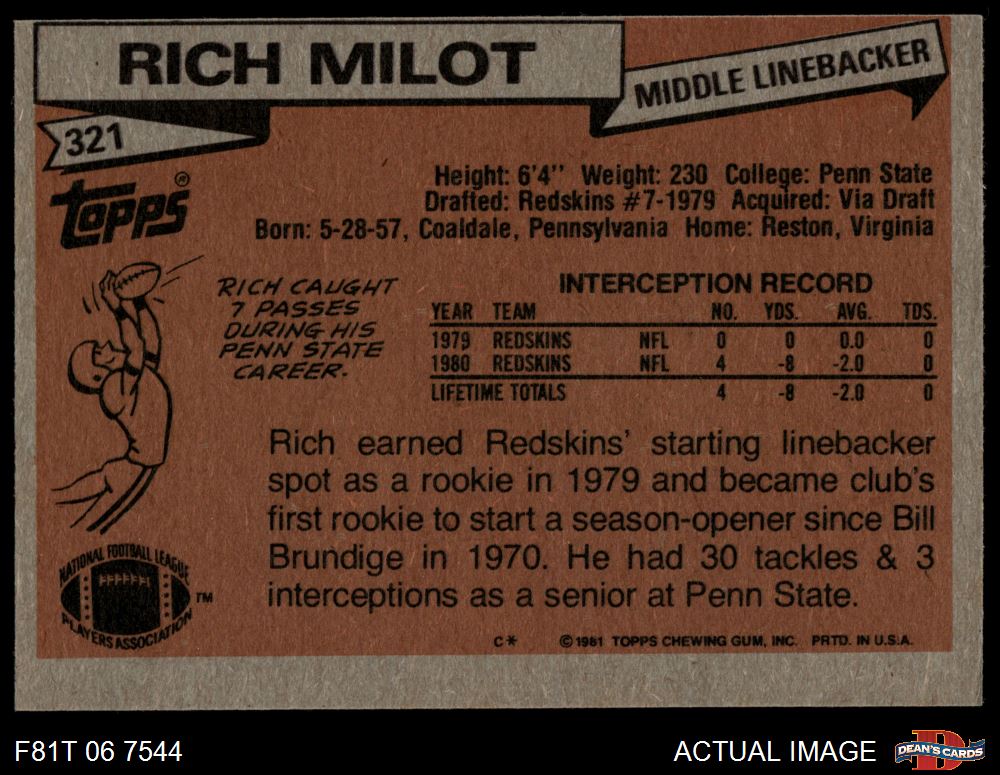 RICH MILOT
MIDDLE LINEBACKER
321
Topps®
Height: 6'4'' Weight: 230 College: Penn State
Drafted: Redskins #7-1979 Acquired: Via Draft
Born: 5-28-57, Coaldale, Pennsylvania Home: Reston, Virginia
RICH CAUGHT
7 PASSES
DURING HIS
PENN STATE
CAREER.
INTERCEPTION RECORD
YEAR TEAM NO. YDS. AVG. TDS.
1979 REDSKINS NFL 0 0 0.0 0
1980 REDSKINS NFL 4 -8 -2.0 0
LIFETIME TOTALS 4 -8 -2.0 0
Rich earned Redskins' starting linebacker
spot as a rookie in 1979 and became club's
first rookie to start a season-opener since Bill
Brundige in 1970. He had 30 tackles & 3
interceptions as a senior at Penn State.
NATIONAL FOOTBALL LEAGUE
PLAYERS ASSOCIATION
TM
C* ©1981 TOPPS CHEWING GUM, INC. PRTD. IN U.S.A.
F81T 06 7544
ACTUAL IMAGE
D
DEAN'S CARDS